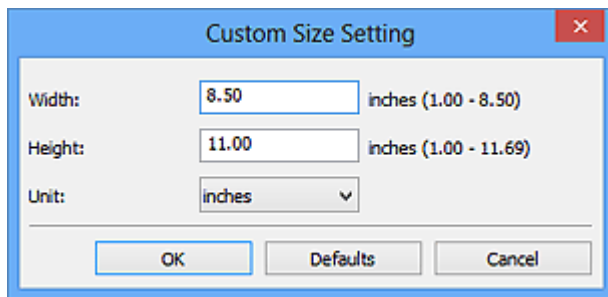 Custom Size Setting
Width: 8.50 inches (1.00 - 8.50)
Height: 11.00 inches (1.00 - 11.69)
Unit: inches
OK Defaults Cancel